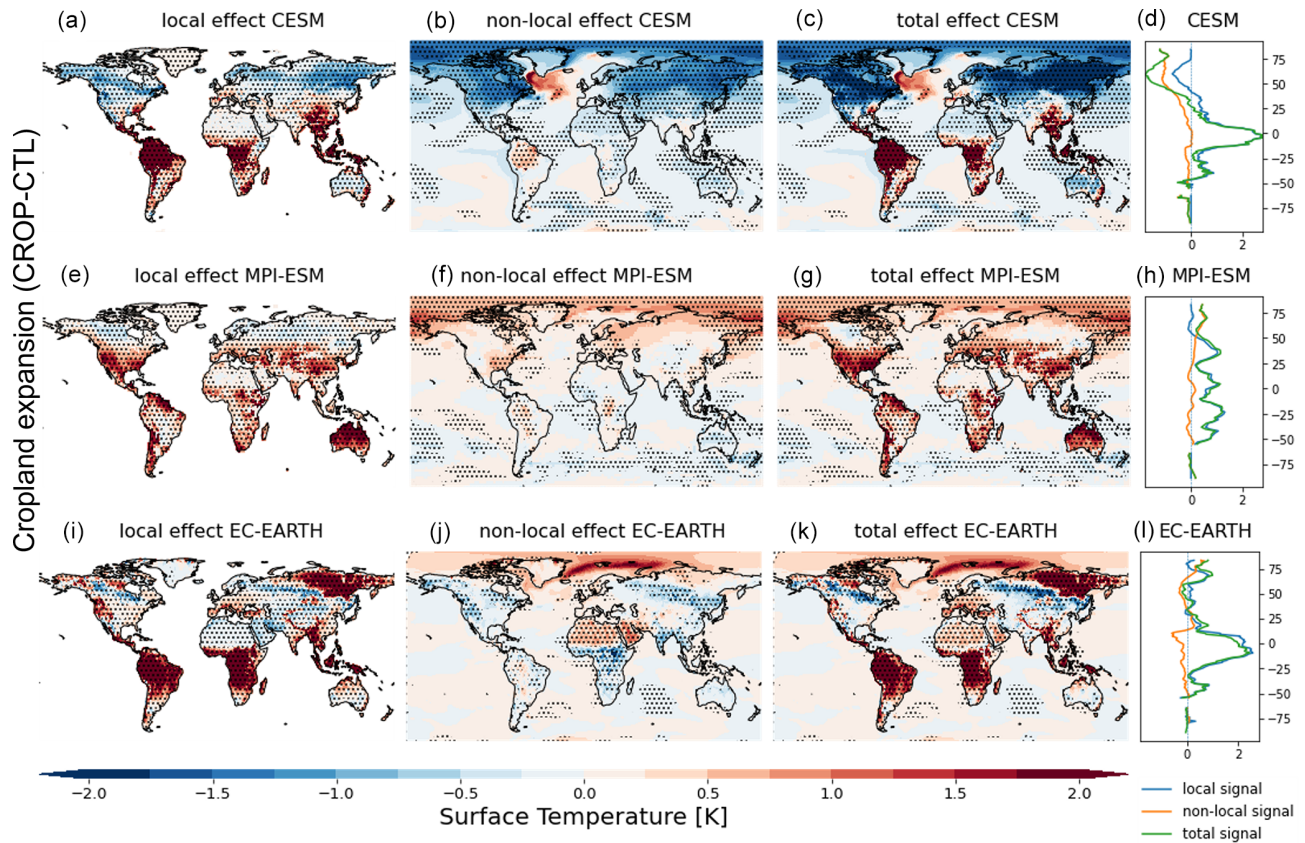 Cropland expansion (CROP-CTL)
(a) local effect CESM
(b) non-local effect CESM
(c) total effect CESM
(d) CESM
75
50
25
0
−25
−50
−75
0 2
(e) local effect MPI-ESM
(f) non-local effect MPI-ESM
(g) total effect MPI-ESM
(h) MPI-ESM
75
50
25
0
−25
−50
−75
0 2
(i) local effect EC-EARTH
(j) non-local effect EC-EARTH
(k) total effect EC-EARTH
(l) EC-EARTH
75
50
25
0
−25
−50
−75
0 2
−2.0 −1.5 −1.0 −0.5 0.0 0.5 1.0 1.5 2.0
Surface Temperature [K]
local signal
non-local signal
total signal